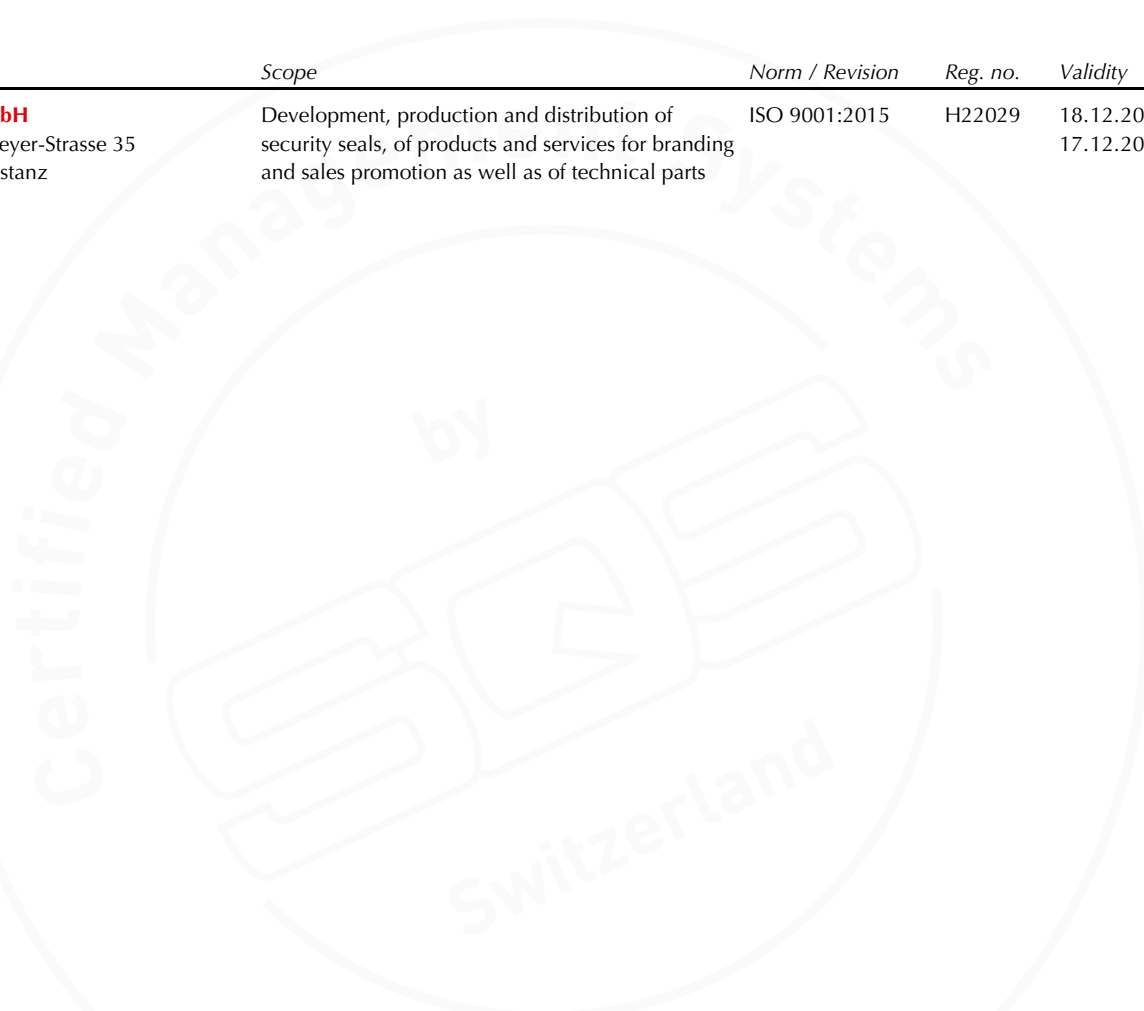 Scope Norm / Revision Reg. no. Validity
bH Development, production and distribution of ISO 9001:2015 H22029 18.12.20
eyer-Strasse 35 security seals, of products and services for branding 17.12.20
stanz and sales promotion as well as of technical parts
Certified Management Systems
by
SQS
Switzerland